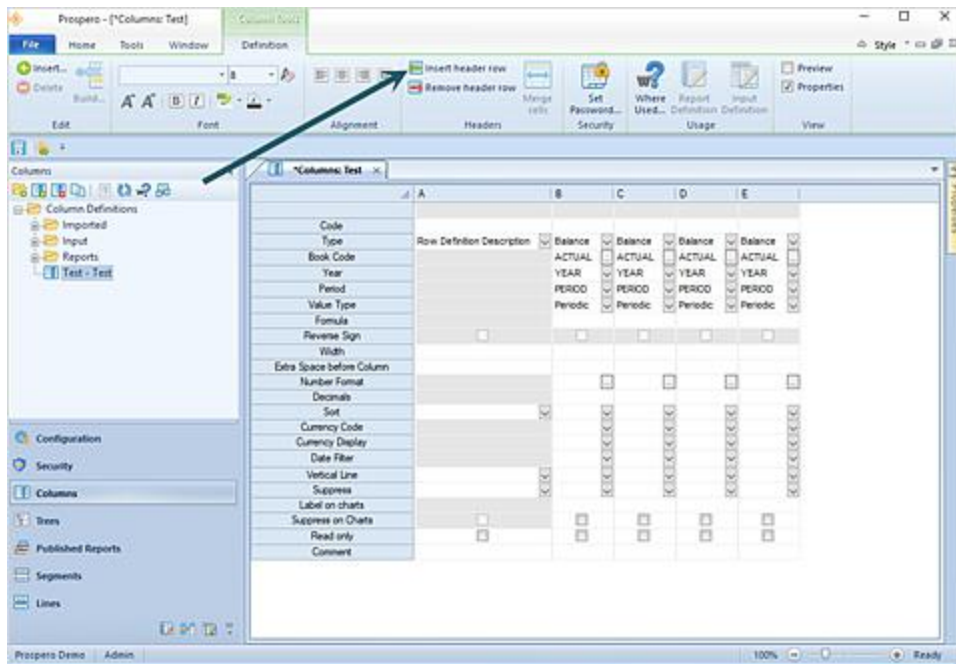 Prospero - [*Columns: Test]
File Home Tools Window Definition Style
Insert... Insert header row Preview
Delete Remove header row Properties
Build... 8 Merge cells Set Password... Where Used... Report Definition Input Definition
Edit Font Alignment Headers Security Usage View
Columns
*Columns: Test
Column Definitions
Imported
Input
Reports
Test - Test
A B C D E
Code
Type Row Definition Description Balance Balance Balance Balance
Book Code ACTUAL ACTUAL ACTUAL ACTUAL
Year YEAR YEAR YEAR YEAR
Period PERIOD PERIOD PERIOD PERIOD
Value Type Periodic Periodic Periodic Periodic
Formula
Reverse Sign
Width
Extra Space before Column
Number Format
Decimals
Sort
Currency Code
Currency Display
Date Filter
Vertical Line
Suppress
Label on charts
Suppress on Charts
Read only
Comment
Properties
Configuration
Security
Columns
Trees
Published Reports
Segments
Lines
Prospero Demo Admin 100% Ready